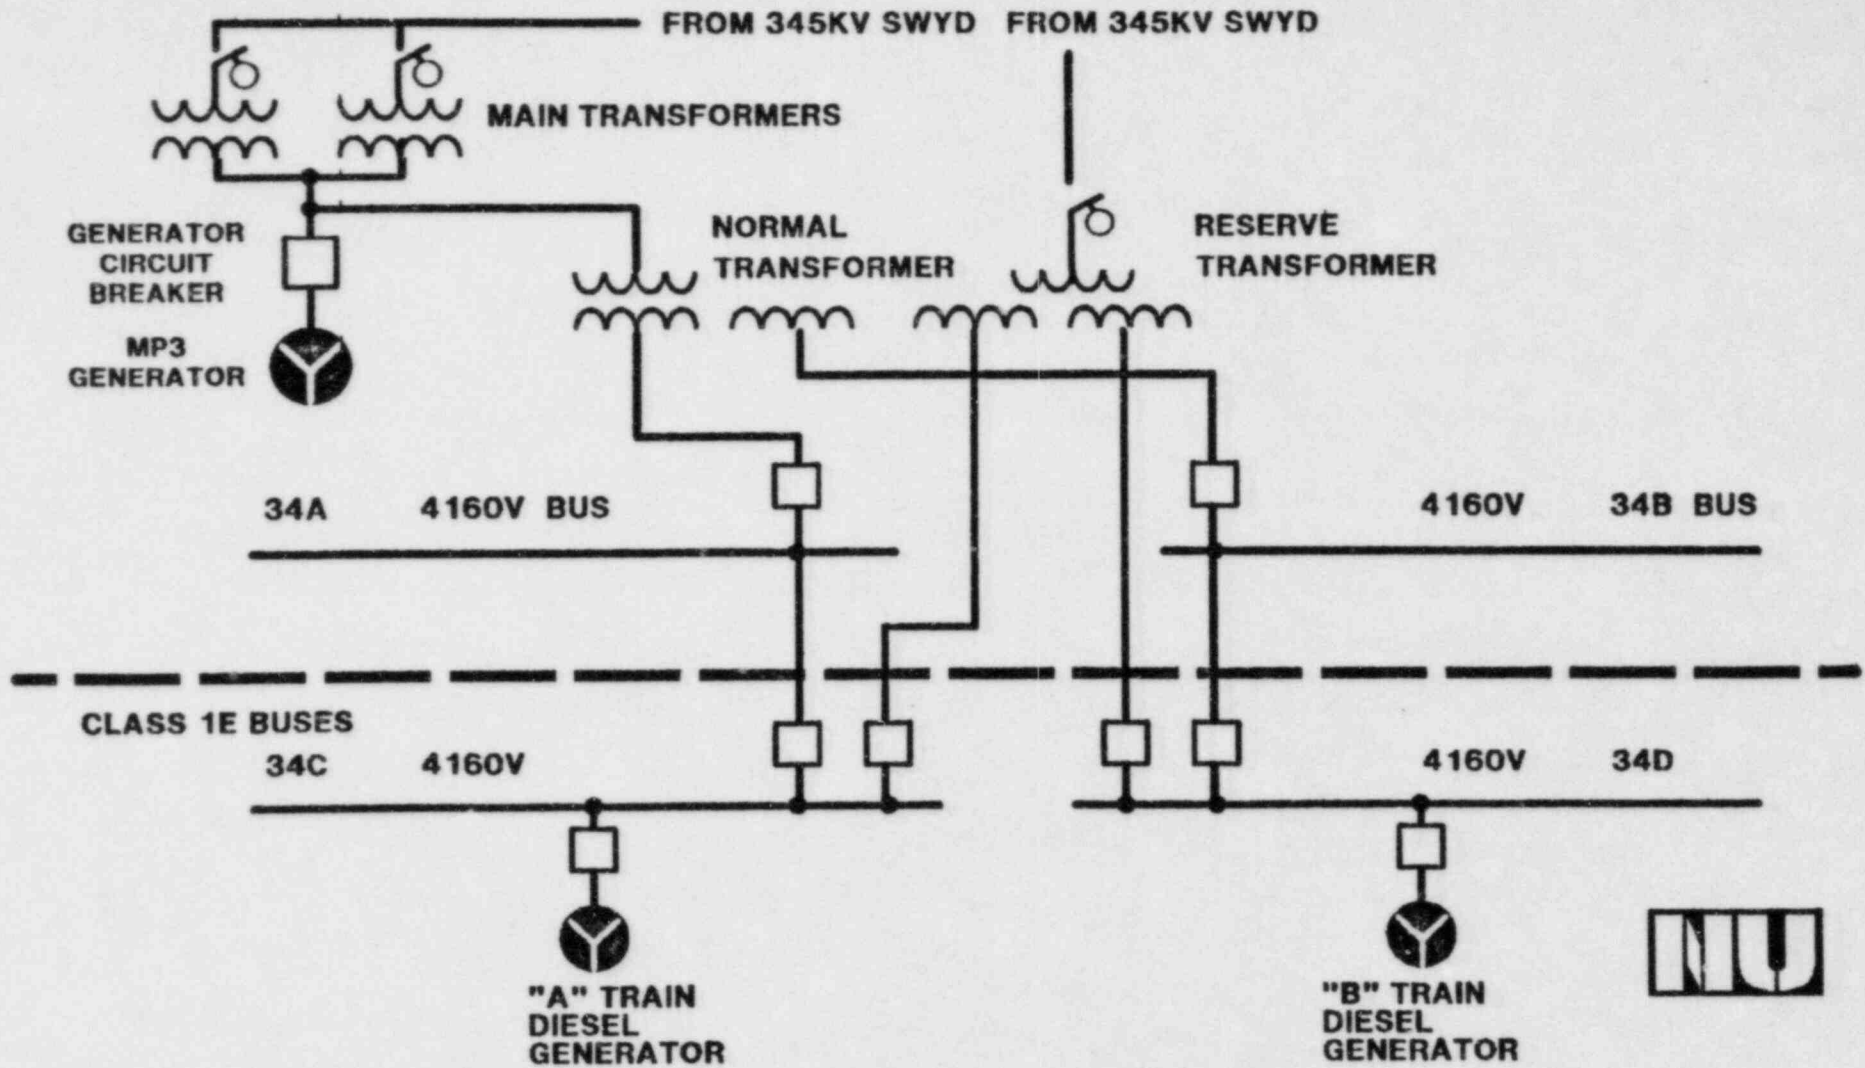 FROM 345KV SWYD FROM 345KV SWYD
MAIN TRANSFORMERS
GENERATOR
CIRCUIT
BREAKER
MP3
GENERATOR
NORMAL
TRANSFORMER
RESERVE
TRANSFORMER
34A 4160V BUS
4160V 34B BUS
CLASS 1E BUSES
34C 4160V
4160V 34D
"A" TRAIN
DIESEL
GENERATOR
"B" TRAIN
DIESEL
GENERATOR
NU